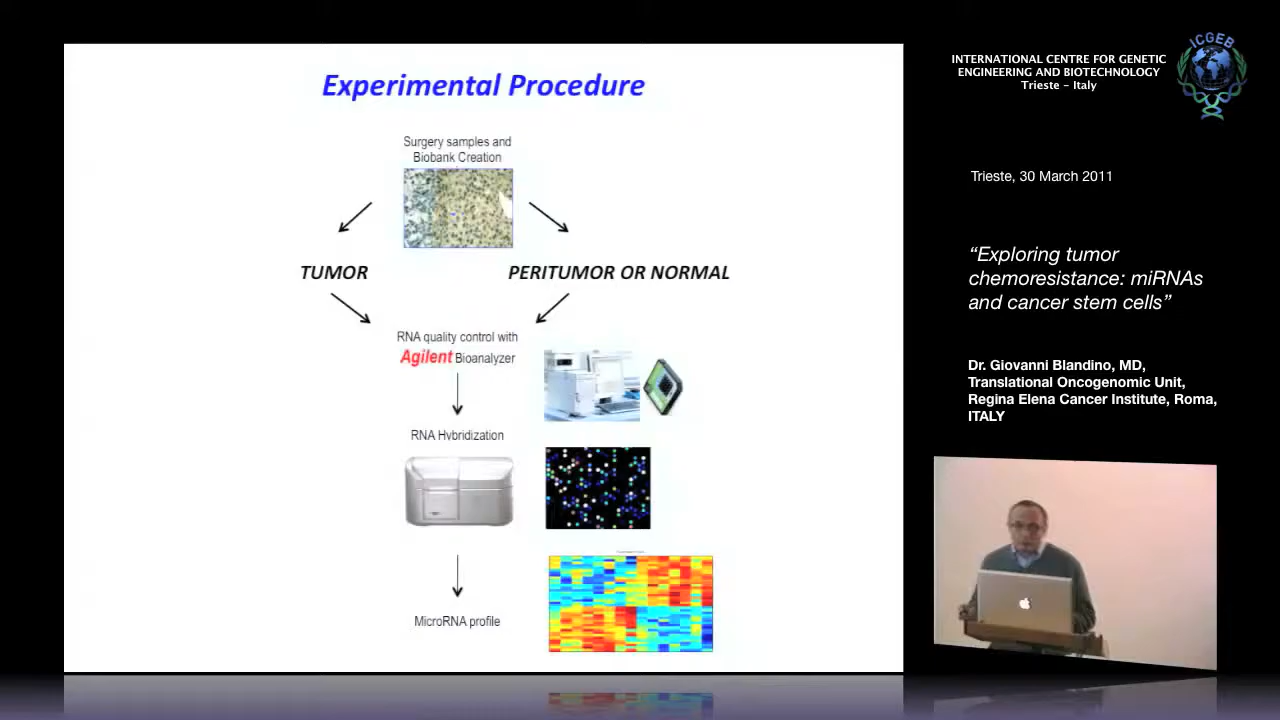 Experimental Procedure
Surgery samples and
Biobank Creation
TUMOR
PERITUMOR OR NORMAL
RNA quality control with
Agilent Bioanalyzer
RNA Hybridization
MicroRNA profile
INTERNATIONAL CENTRE FOR GENETIC
ENGINEERING AND BIOTECHNOLOGY
Trieste - Italy
ICGEB
Trieste, 30 March 2011
“Exploring tumor
chemoresistance: miRNAs
and cancer stem cells”
Dr. Giovanni Blandino, MD,
Translational Oncogenomic Unit,
Regina Elena Cancer Institute, Roma,
ITALY